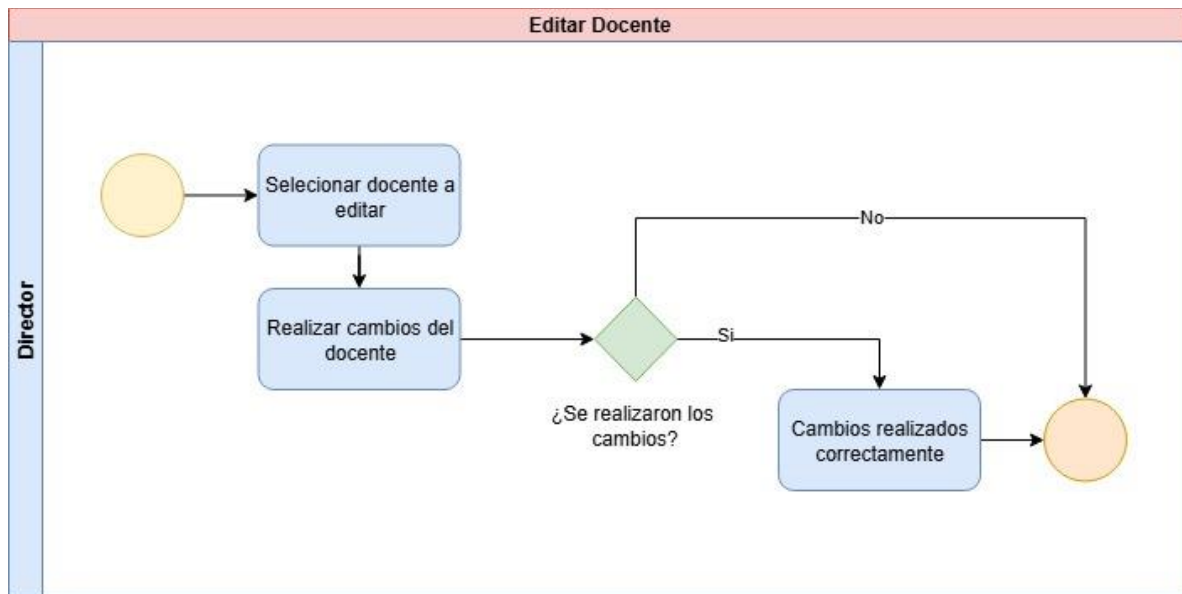 Editar Docente
Director
Selecionar docente a
editar
Realizar cambios del
docente
¿Se realizaron los
cambios?
No
Si
Cambios realizados
correctamente